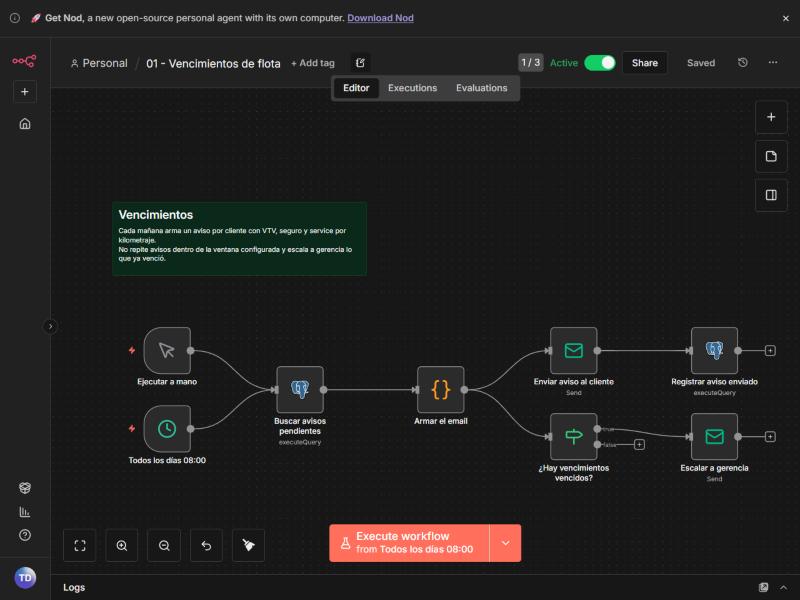 🚀 Get Nod, a new open-source personal agent with its own computer. Download Nod
Personal / 01 - Vencimientos de flota + Add tag
1 / 3 Active Share Saved
Editor Executions Evaluations
Vencimientos
Cada mañana arma un aviso por cliente con VTV, seguro y service por
kilometraje.
No repite avisos dentro de la ventana configurada y escala a gerencia lo
que ya venció.
Ejecutar a mano
Todos los días 08:00
Buscar avisos
pendientes
executeQuery
Armar el email
Enviar aviso al cliente
Send
Registrar aviso enviado
executeQuery
true
false
¿Hay vencimientos
vencidos?
Escalar a gerencia
Send
Execute workflow
from Todos los días 08:00
TD
Logs